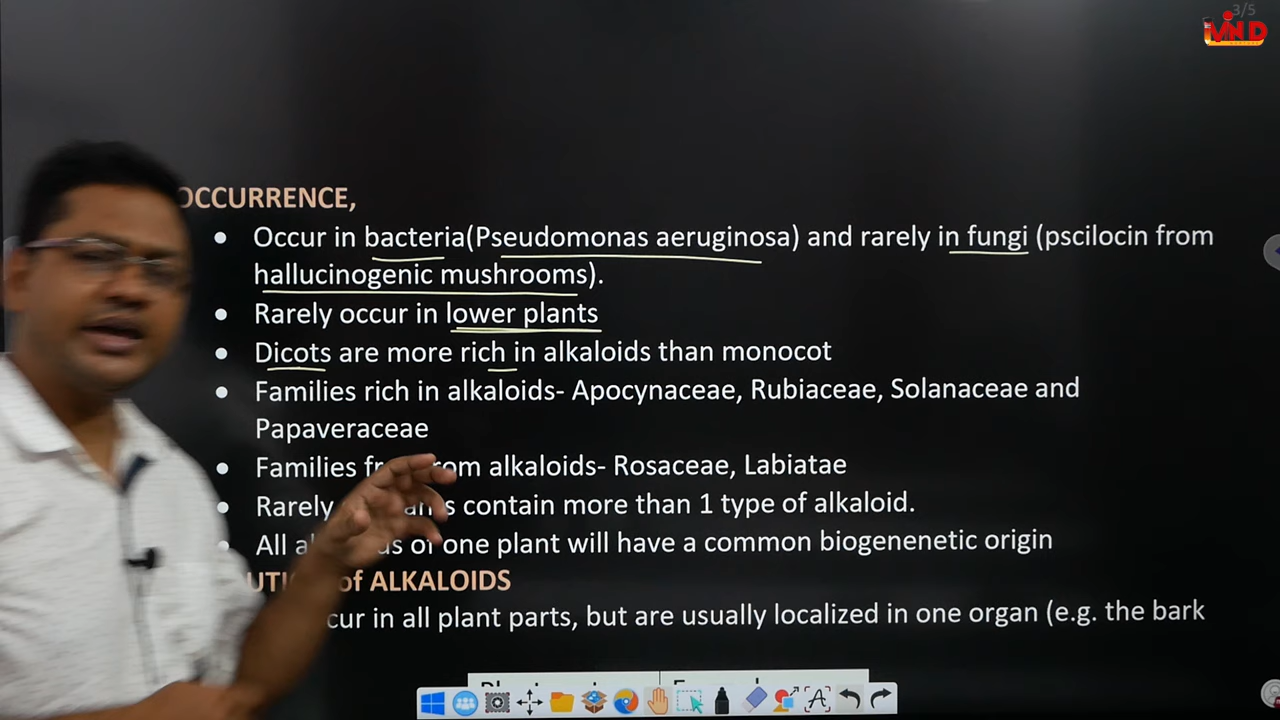 3/5
OCCURRENCE,
• Occur in bacteria(Pseudomonas aeruginosa) and rarely in fungi (pscilocin from
hallucinogenic mushrooms).
• Rarely occur in lower plants
• Dicots are more rich in alkaloids than monocot
• Families rich in alkaloids- Apocynaceae, Rubiaceae, Solanaceae and
Papaveraceae
• Families from alkaloids- Rosaceae, Labiatae
• Rarely contain more than 1 type of alkaloid.
All of one plant will have a common biogenenetic origin
of ALKALOIDS
in all plant parts, but are usually localized in one organ (e.g. the bark